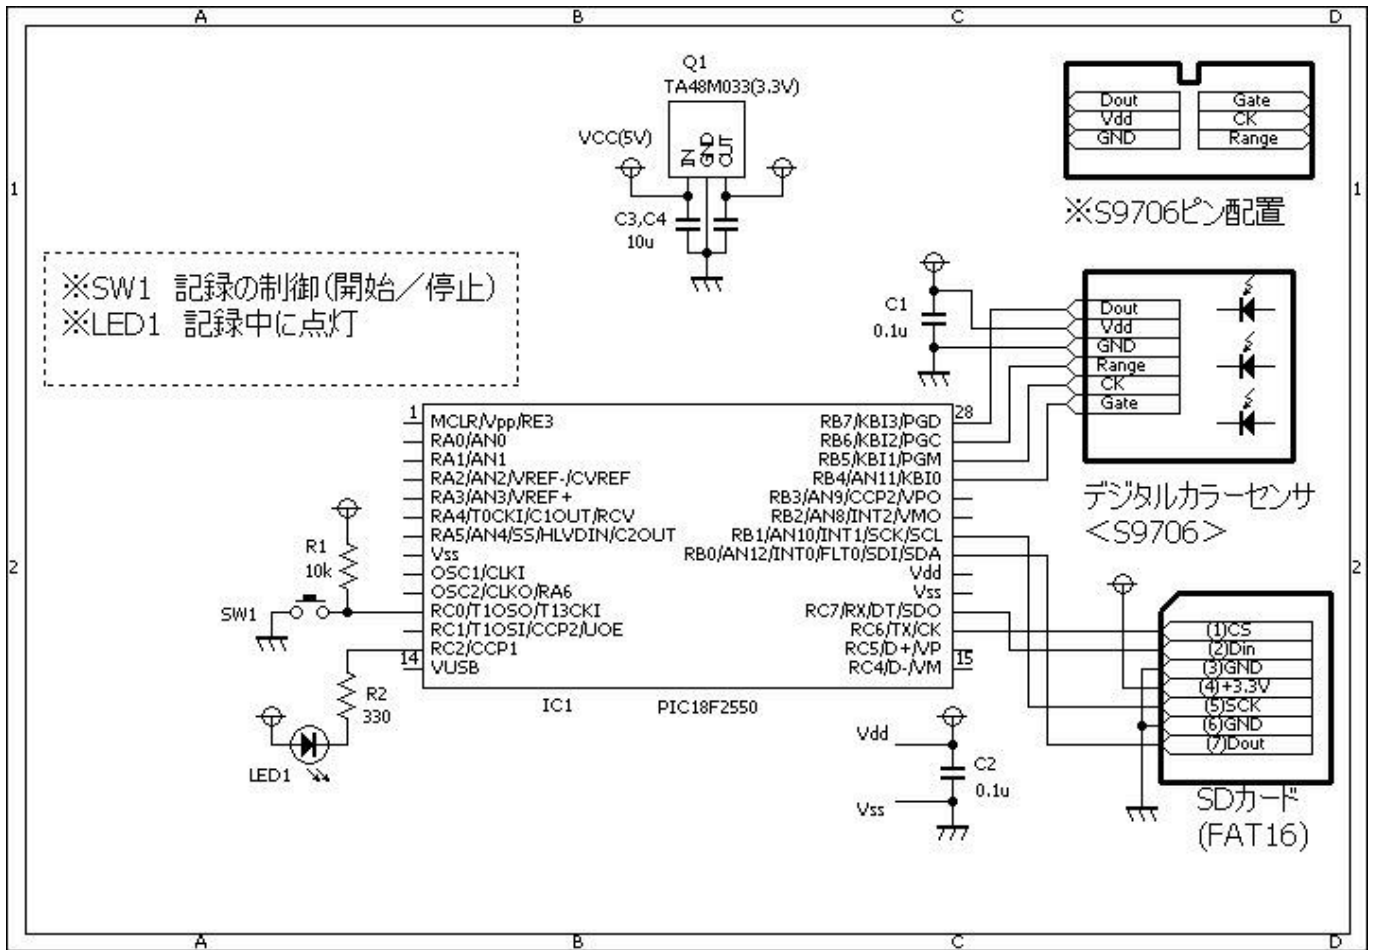 A B C D
1 1
2 2
Q1
TA48M033(3.3V)
VCC(5V)
IN
GND
OUT
C3,C4
10u
Dout
Vdd
GND
Gate
CK
Range
※S9706ピン配置
※SW1 記録の制御(開始/停止)
※LED1 記録中に点灯
C1
0.1u
Dout
Vdd
GND
Range
CK
Gate
デジタルカラーセンサ
<S9706>
1
28
14
15
MCLR/Vpp/RE3
RA0/AN0
RA1/AN1
RA2/AN2/VREF-/CVREF
RA3/AN3/VREF+
RA4/T0CKI/C1OUT/RCV
RA5/AN4/SS/HLVDIN/C2OUT
Vss
OSC1/CLKI
OSC2/CLKO/RA6
RC0/T1OSO/T13CKI
RC1/T1OSI/CCP2/UOE
RC2/CCP1
VUSB
RB7/KBI3/PGD
RB6/KBI2/PGC
RB5/KBI1/PGM
RB4/AN11/KBI0
RB3/AN9/CCP2/VPO
RB2/AN8/INT2/VMO
RB1/AN10/INT1/SCK/SCL
RB0/AN12/INT0/FLT0/SDI/SDA
Vdd
Vss
RC7/RX/DT/SDO
RC6/TX/CK
RC5/D+/VP
RC4/D-/VM
IC1
PIC18F2550
R1
10k
SW1
R2
330
LED1
Vdd
Vss
C2
0.1u
(1)CS
(2)Din
(3)GND
(4)+3.3V
(5)SCK
(6)GND
(7)Dout
SDカード
(FAT16)
A B C D